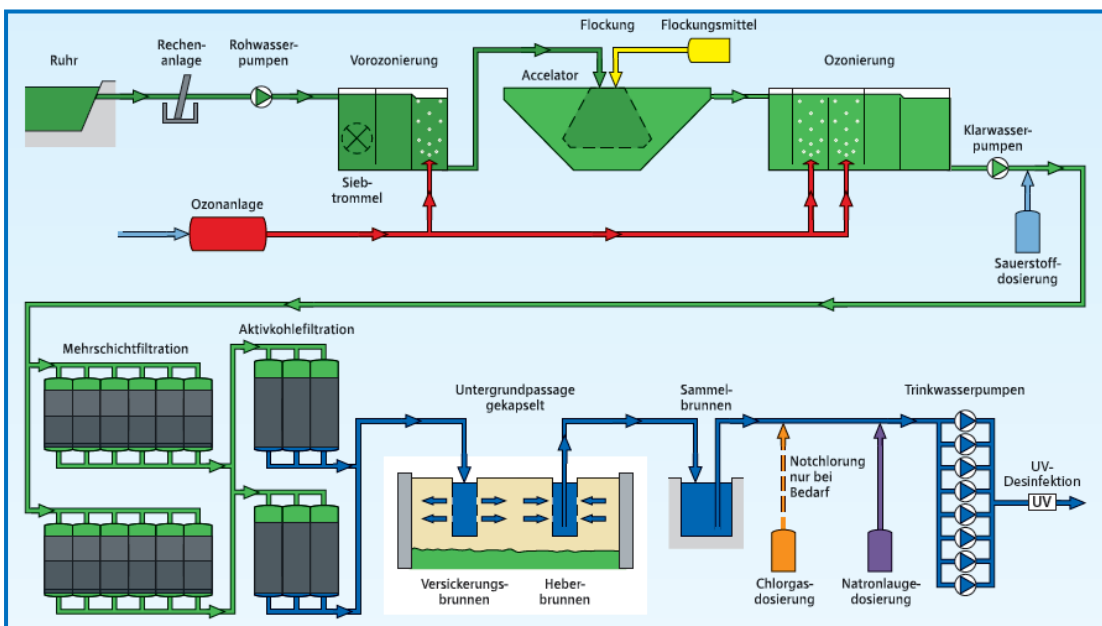 Ruhr
Rechen-
anlage
Rohwasser-
pumpen
Vorozonierung
Flockung
Flockungsmittel
Accelator
Ozonierung
Klarwasser-
pumpen
Sieb-
trommel
Ozonanlage
Sauerstoff-
dosierung
Mehrschichtfiltration
Aktivkohlefiltration
Untergrundpassage
gekapselt
Sammel-
brunnen
Trinkwasserpumpen
Notchlorung
nur bei
Bedarf
UV-
Desinfektion
UV
Versickerungs-
brunnen
Heber-
brunnen
Chlorgas-
dosierung
Natronlauge-
dosierung